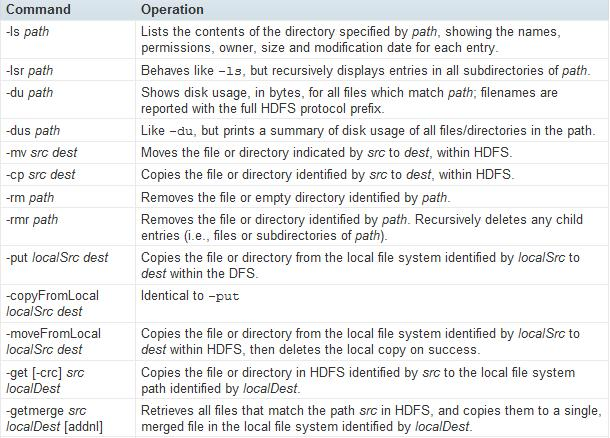 Command Operation
-ls path Lists the contents of the directory specified by path, showing the names,
permissions, owner, size and modification date for each entry.
-lsr path Behaves like -ls, but recursively displays entries in all subdirectories of path.
-du path Shows disk usage, in bytes, for all files which match path; filenames are
reported with the full HDFS protocol prefix.
-dus path Like -du, but prints a summary of disk usage of all files/directories in the path.
-mv src dest Moves the file or directory indicated by src to dest, within HDFS.
-cp src dest Copies the file or directory identified by src to dest, within HDFS.
-rm path Removes the file or empty directory identified by path.
-rmr path Removes the file or directory identified by path. Recursively deletes any child
entries (i.e., files or subdirectories of path).
-put localSrc dest Copies the file or directory from the local file system identified by localSrc to
dest within the DFS.
-copyFromLocal Identical to -put
localSrc dest
-moveFromLocal Copies the file or directory from the local file system identified by localSrc to
localSrc dest dest within HDFS, then deletes the local copy on success.
-get [-crc] src Copies the file or directory in HDFS identified by src to the local file system
localDest path identified by localDest.
-getmerge src Retrieves all files that match the path src in HDFS, and copies them to a single,
localDest [addnl] merged file in the local file system identified by localDest.